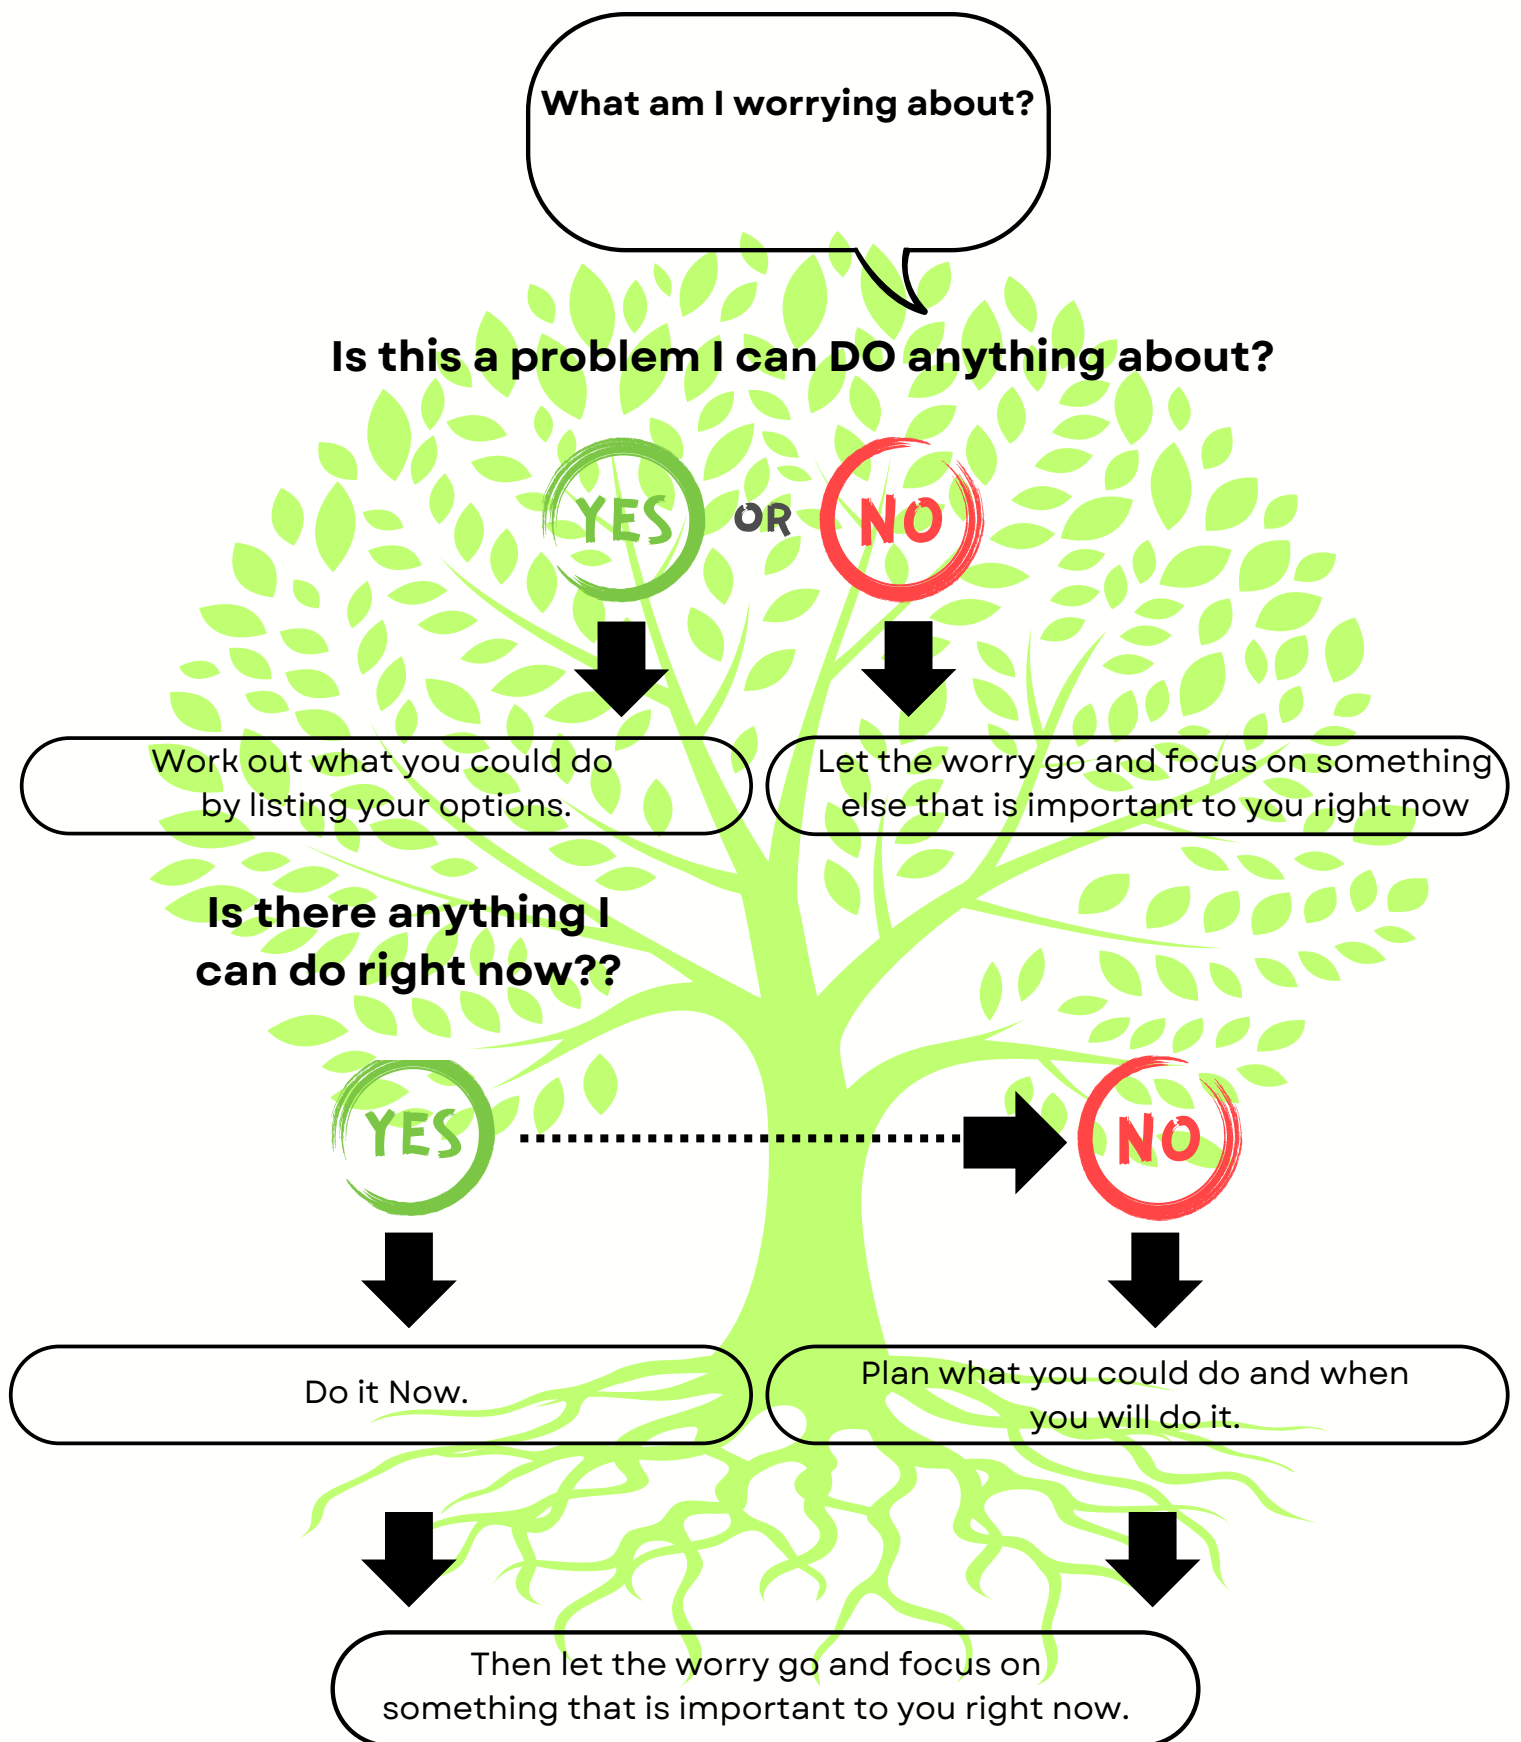 What am I worrying about?
Is this a problem I can DO anything about?
YES OR NO
Work out what you could do
by listing your options.
Let the worry go and focus on something
else that is important to you right now
Is there anything I
can do right now??
YES
NO
Do it Now.
Plan what you could do and when
you will do it.
Then let the worry go and focus on
something that is important to you right now.